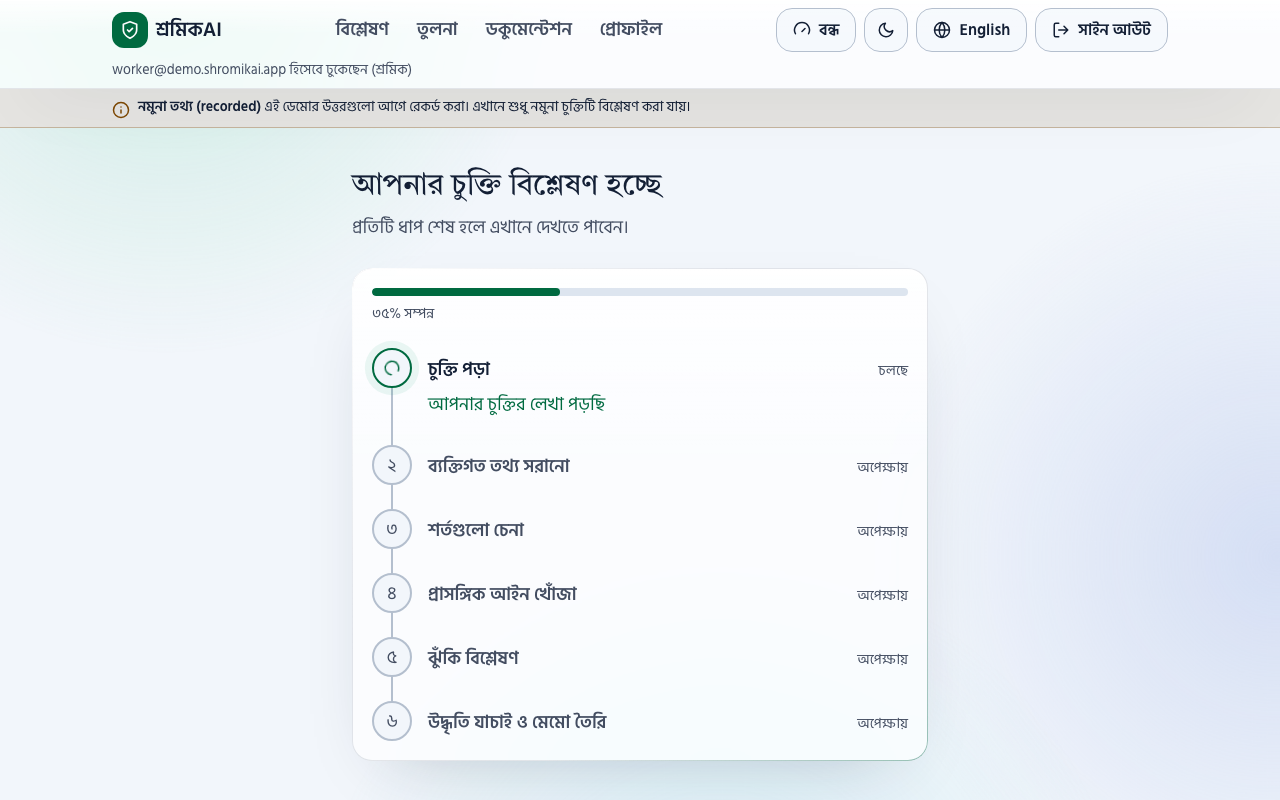 শ্রমিকAI
বিশ্লেষণ
তুলনা
ডকুমেন্টেশন
প্রোফাইল
বন্ধ
English
সাইন আউট
worker@demo.shromikai.app হিসেবে ঢুকেছেন (শ্রমিক)
নমুনা তথ্য (recorded) এই ডেমোর উত্তরগুলো আগে রেকর্ড করা। এখানে শুধু নমুনা চুক্তিটি বিশ্লেষণ করা যায়।
আপনার চুক্তি বিশ্লেষণ হচ্ছে
প্রতিটি ধাপ শেষ হলে এখানে দেখতে পাবেন।
৩৫% সম্পন্ন
চুক্তি পড়া
চলছে
আপনার চুক্তির লেখা পড়ছি
২ ব্যক্তিগত তথ্য সরানো
অপেক্ষায়
৩ শর্তগুলো চেনা
অপেক্ষায়
৪ প্রাসঙ্গিক আইন খোঁজা
অপেক্ষায়
৫ ঝুঁকি বিশ্লেষণ
অপেক্ষায়
৬ উদ্ধৃতি যাচাই ও মেমো তৈরি
অপেক্ষায়